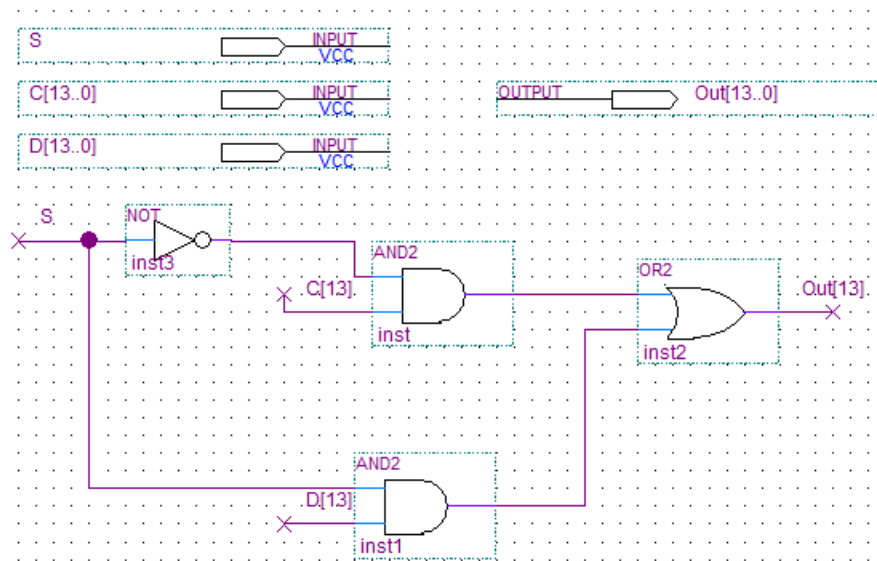 S INPUT
VCC
C[13..0] INPUT
VCC
OUTPUT Out[13..0]
D[13..0] INPUT
VCC
S
NOT
inst3
AND2
C[13]
inst
OR2
Out[13]
inst2
AND2
D[13]
inst1